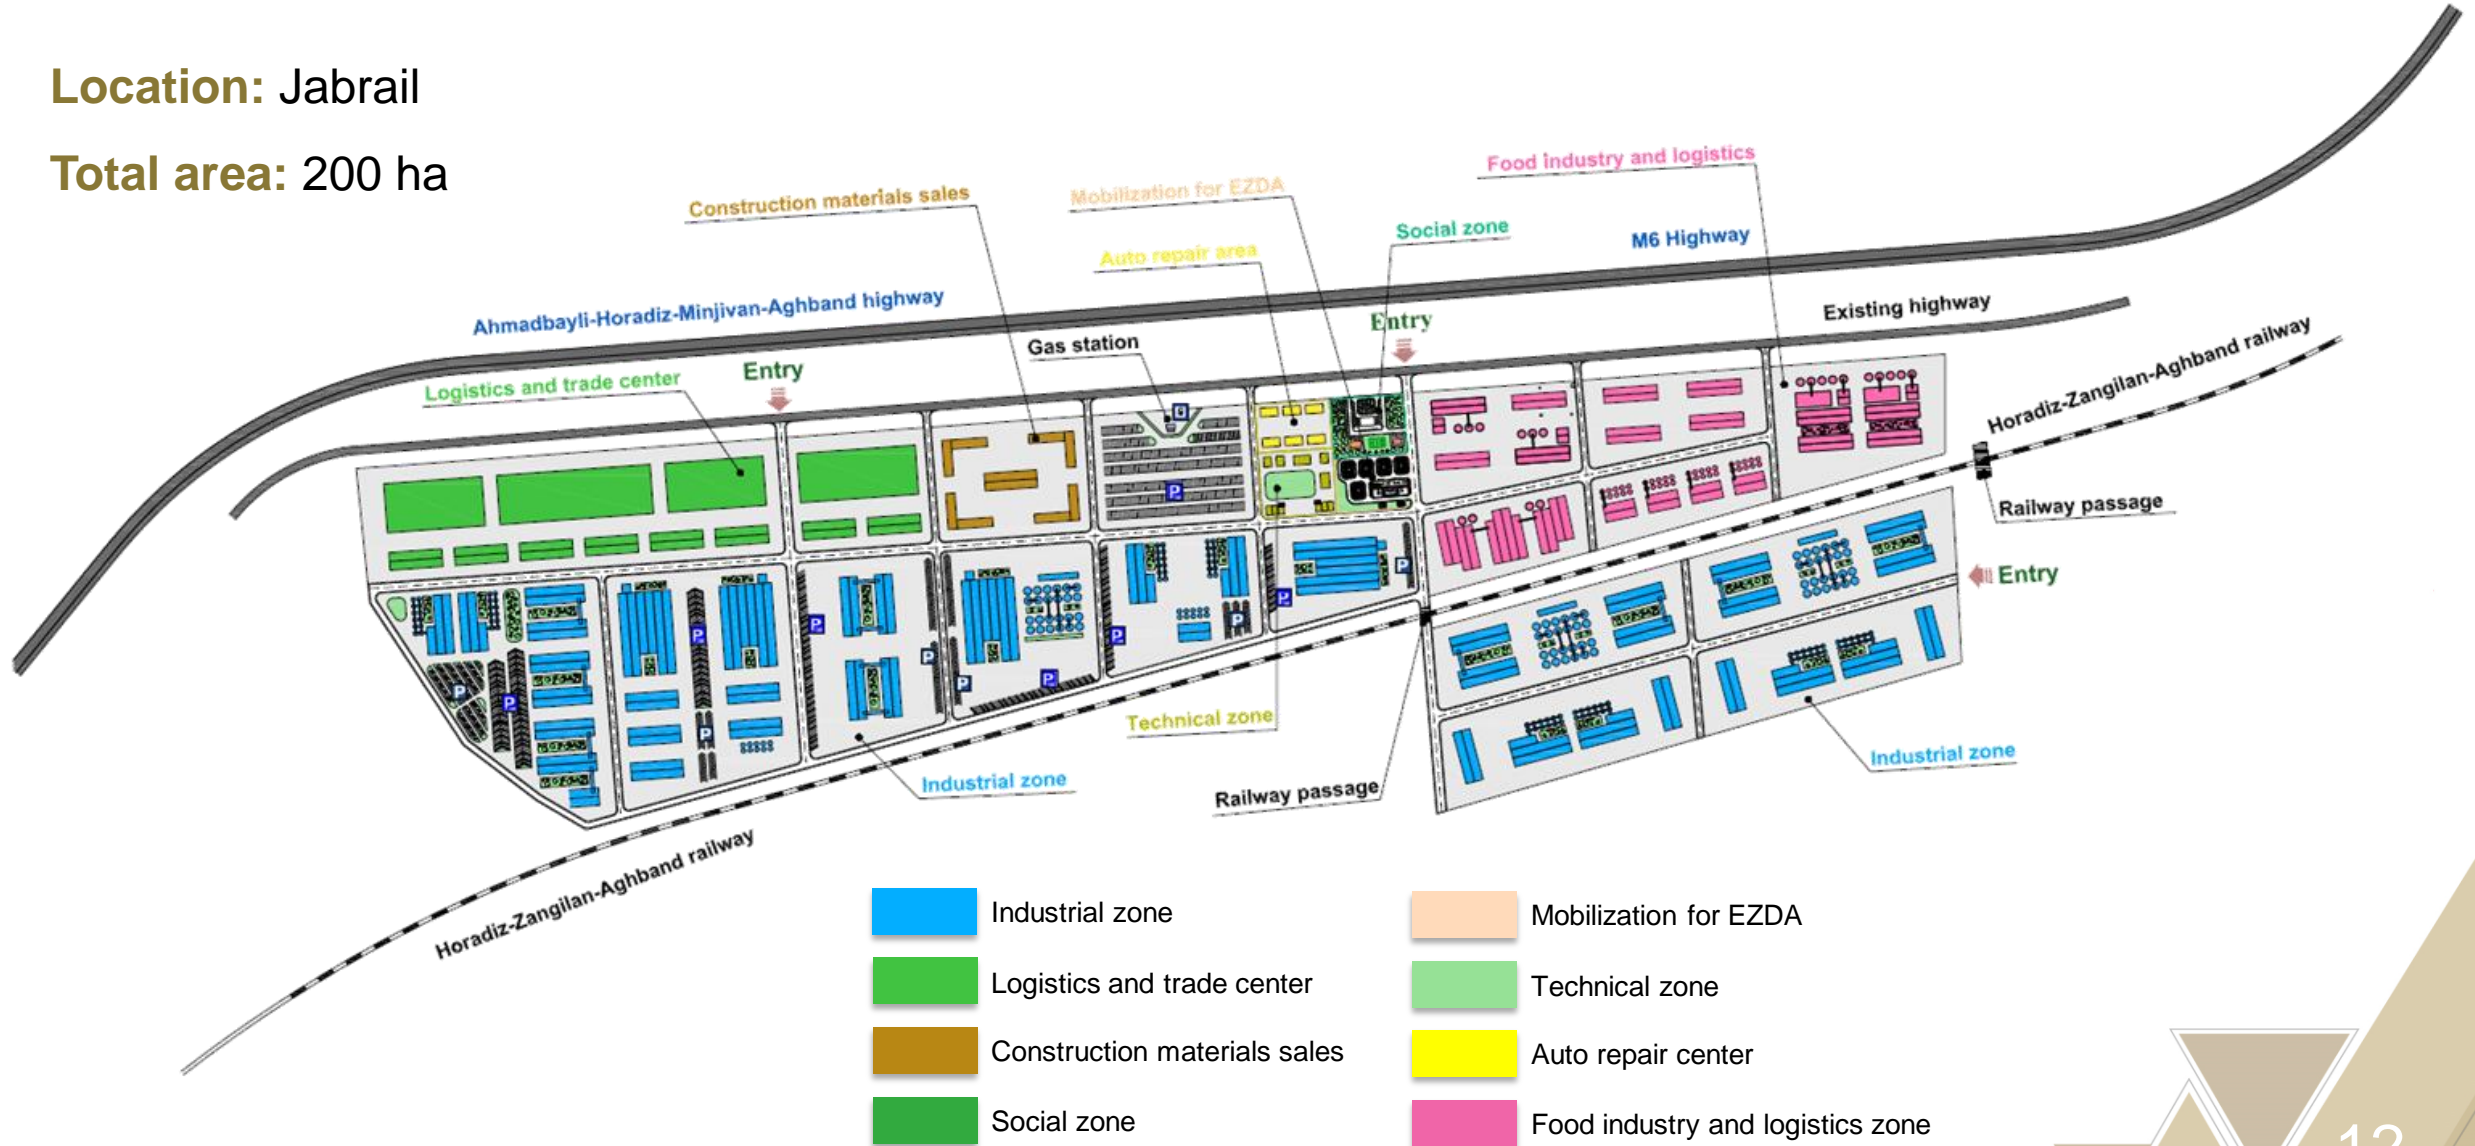 Location: Jabrail
Total area: 200 ha
Food industry and logistics
Construction materials sales
Mobilization for EZDA
Social zone
M6 Highway
Auto repair area
Ahmadbayli-Horadiz-Minjivan-Aghband highway
Existing highway
Entry
Gas station
Horadiz-Zangilan-Aghband railway
Entry
Logistics and trade center
P
Railway passage
Entry
P
P
P
P
P
P
P
P
P
P
P
P
P
Technical zone
Industrial zone
Industrial zone
Railway passage
Horadiz-Zangilan-Aghband railway
Industrial zone
Mobilization for EZDA
Logistics and trade center
Technical zone
Construction materials sales
Auto repair center
Social zone
Food industry and logistics zone
12